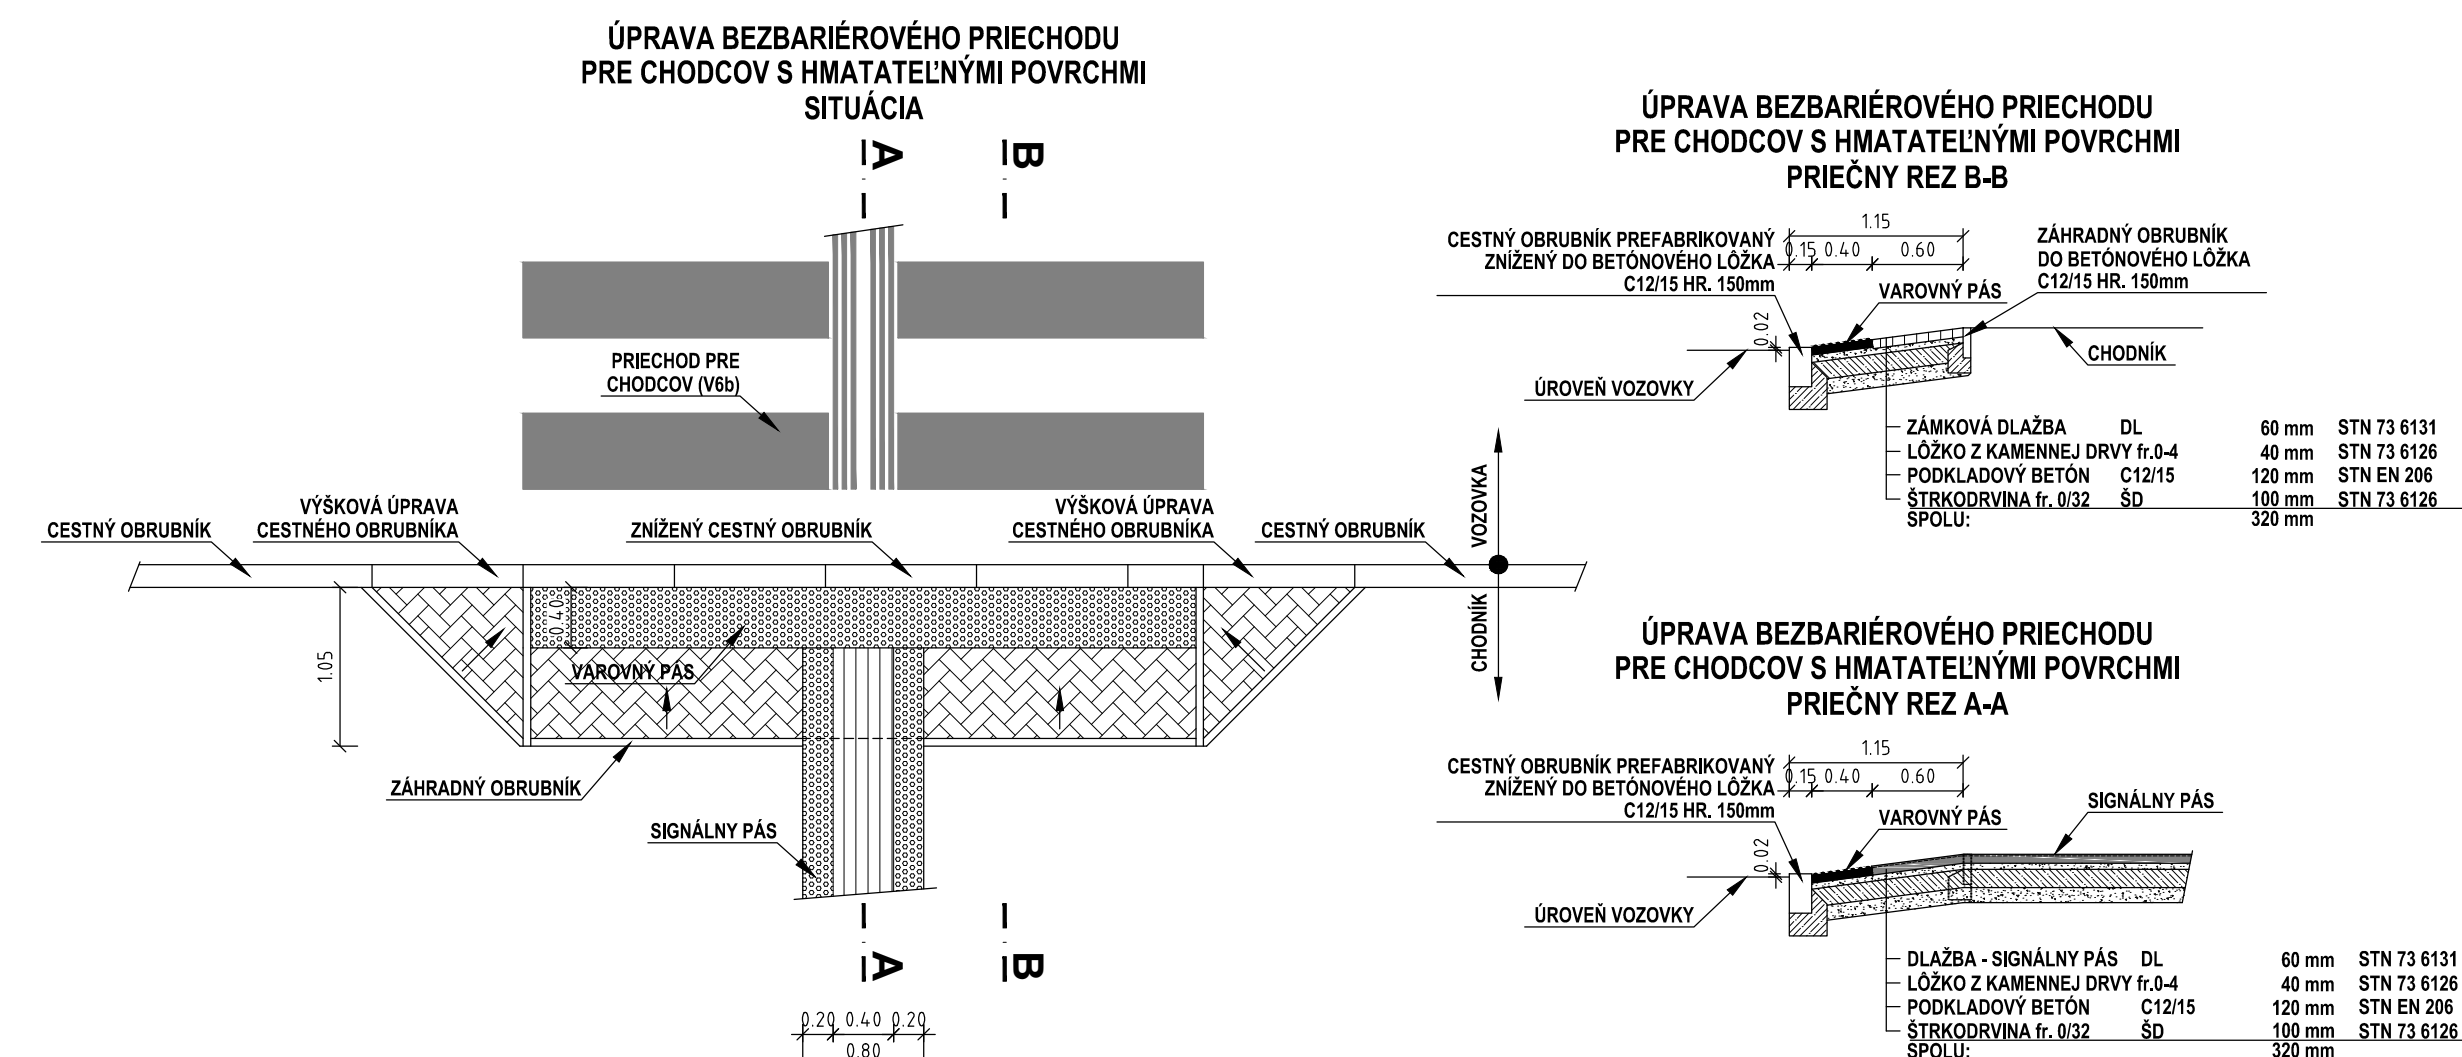 ÚPRAVA BEZBARIÉROVÉHO PRIECHODU
PRE CHODCOV S HMATATEĽNÝMI POVRCHMI
SITUÁCIA
A
B
PRIECHOD PRE
CHODCOV (V6b)
CESTNÝ OBRUBNÍK
VÝŠKOVÁ ÚPRAVA
CESTNÉHO OBRUBNÍKA
ZNÍŽENÝ CESTNÝ OBRUBNÍK
VÝŠKOVÁ ÚPRAVA
CESTNÉHO OBRUBNÍKA
CESTNÝ OBRUBNÍK
VOZOVKA
CHODNÍK
0.40
1.05
VAROVNÝ PÁS
ZÁHRADNÝ OBRUBNÍK
SIGNÁLNY PÁS
A
B
0.20 0.40 0.20
0.80
ÚPRAVA BEZBARIÉROVÉHO PRIECHODU
PRE CHODCOV S HMATATEĽNÝMI POVRCHMI
PRIEČNY REZ B-B
1.15
0.15 0.40 0.60
CESTNÝ OBRUBNÍK PREFABRIKOVANÝ
ZNÍŽENÝ DO BETÓNOVÉHO LÔŽKA
C12/15 HR. 150mm
VAROVNÝ PÁS
ZÁHRADNÝ OBRUBNÍK
DO BETÓNOVÉHO LÔŽKA
C12/15 HR. 150mm
0.02
CHODNÍK
ÚROVEŇ VOZOVKY
ZÁMKOVÁ DLAŽBA DL 60 mm STN 73 6131
LÔŽKO Z KAMENNEJ DRVY fr.0-4 40 mm STN 73 6126
PODKLADOVÝ BETÓN C12/15 120 mm STN EN 206
ŠTRKODRVINA fr. 0/32 ŠD 100 mm STN 73 6126
SPOLU: 320 mm
ÚPRAVA BEZBARIÉROVÉHO PRIECHODU
PRE CHODCOV S HMATATEĽNÝMI POVRCHMI
PRIEČNY REZ A-A
1.15
0.15 0.40 0.60
CESTNÝ OBRUBNÍK PREFABRIKOVANÝ
ZNÍŽENÝ DO BETÓNOVÉHO LÔŽKA
C12/15 HR. 150mm
VAROVNÝ PÁS
SIGNÁLNY PÁS
0.02
ÚROVEŇ VOZOVKY
DLAŽBA - SIGNÁLNY PÁS DL 60 mm STN 73 6131
LÔŽKO Z KAMENNEJ DRVY fr.0-4 40 mm STN 73 6126
PODKLADOVÝ BETÓN C12/15 120 mm STN EN 206
ŠTRKODRVINA fr. 0/32 ŠD 100 mm STN 73 6126
SPOLU: 320 mm